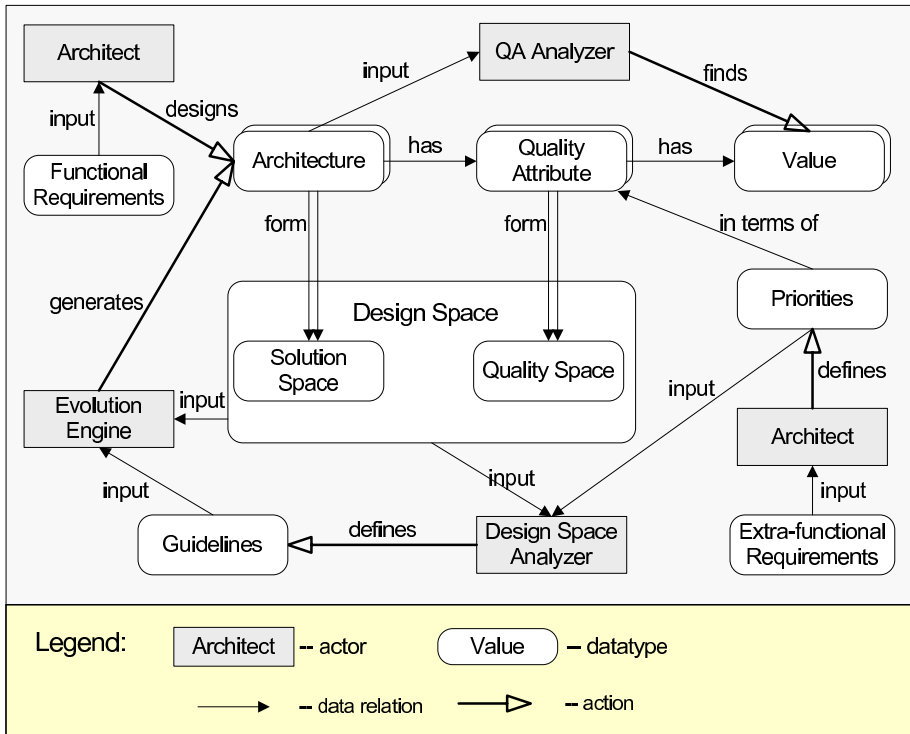 Architect
QA Analyzer
input
finds
input
designs
Architecture
has
Quality
Attribute
has
Value
Functional
Requirements
form
form
in terms of
generates
Design Space
Priorities
Solution
Space
Quality Space
defines
input
Evolution
Engine
input
Architect
input
input
input
Guidelines
defines
Design Space
Analyzer
Extra-functional
Requirements
Legend:
Architect
-- actor
Value
– datatype
-- data relation
-- action